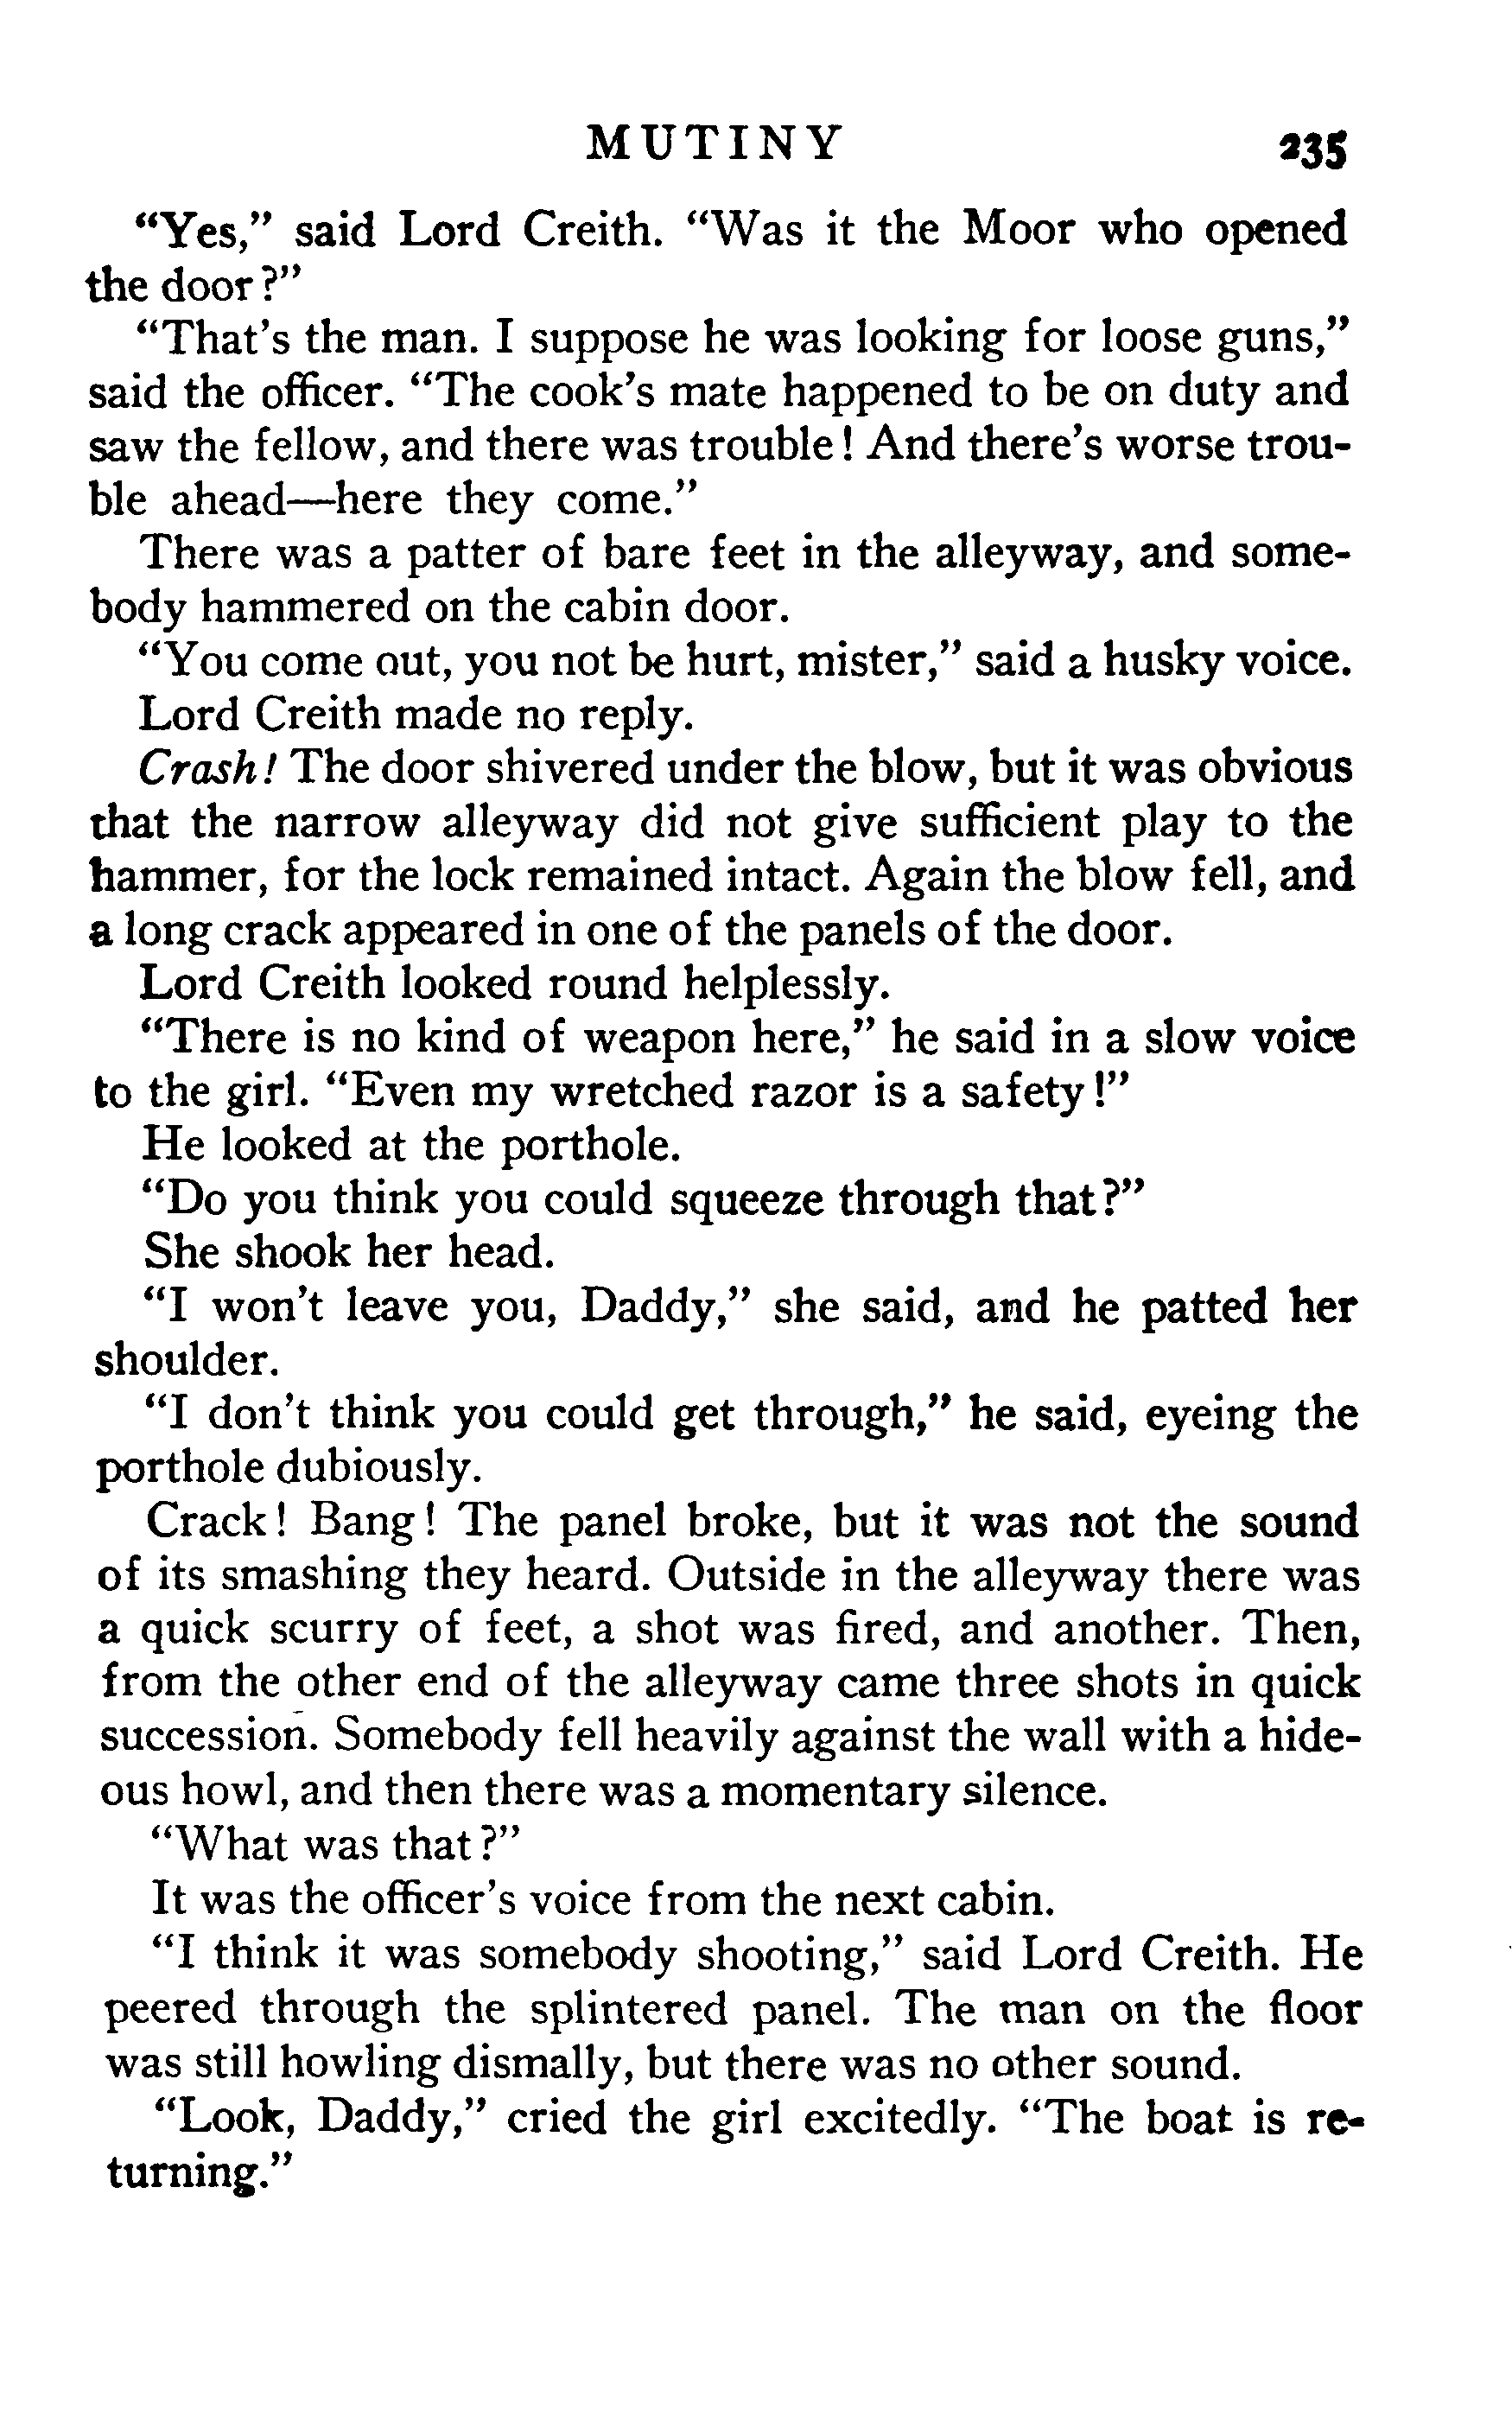 MUTINY 235
“Yes,” said Lord Creith. “Was it the Moor who opened
the door?”
“That’s the man. I suppose he was looking for loose guns,”
said the officer. “The cook’s mate happened to be on duty and
saw the fellow, and there was trouble! And there’s worse trou-
ble ahead—here they come.”
There was a patter of bare feet in the alleyway, and some-
body hammered on the cabin door.
“You come out, you not be hurt, mister,” said a husky voice.
Lord Creith made no reply.
Crash! The door shivered under the blow, but it was obvious
that the narrow alleyway did not give sufficient play to the
hammer, for the lock remained intact. Again the blow fell, and
a long crack appeared in one of the panels of the door.
Lord Creith looked round helplessly.
“There is no kind of weapon here,” he said in a slow voice
to the girl. “Even my wretched razor is a safety!”
He looked at the porthole.
“Do you think you could squeeze through that?”
She shook her head.
“I won’t leave you, Daddy,” she said, and he patted her
shoulder.
“I don’t think you could get through,” he said, eyeing the
porthole dubiously.
Crack! Bang! The panel broke, but it was not the sound
of its smashing they heard. Outside in the alleyway there was
a quick scurry of feet, a shot was fired, and another. Then,
from the other end of the alleyway came three shots in quick
succession. Somebody fell heavily against the wall with a hide-
ous howl, and then there was a momentary silence.
“What was that?”
It was the officer’s voice from the next cabin.
“I think it was somebody shooting,” said Lord Creith. He
peered through the splintered panel. The man on the floor
was still howling dismally, but there was no other sound.
“Look, Daddy,” cried the girl excitedly. “The boat is re-
turning.”